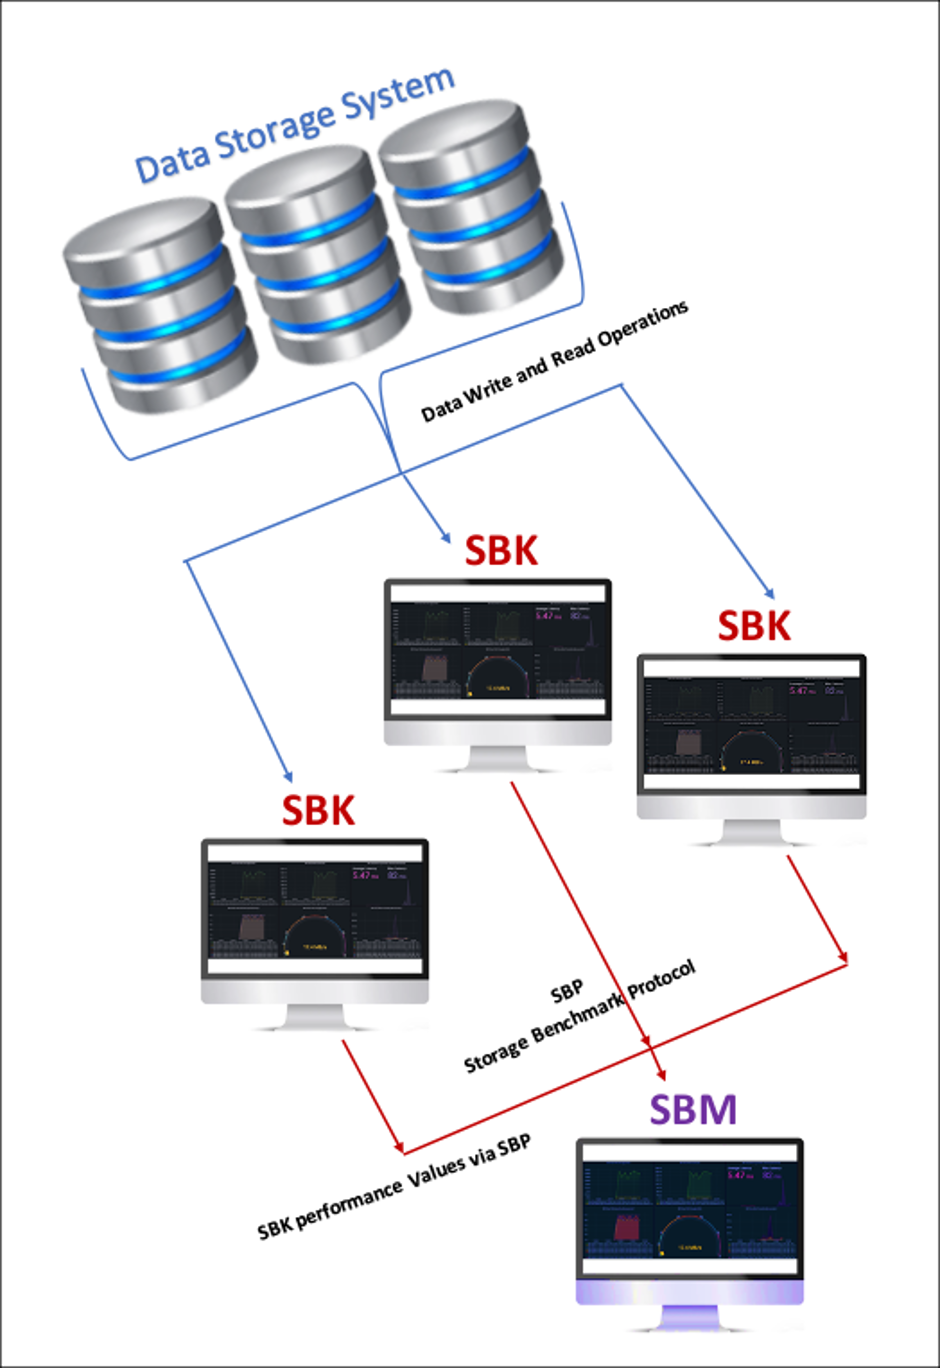 Data Storage System
Data Write and Read Operations
SBK
SBK
SBK
SBP
Storage Benchmark Protocol
SBM
SBK performance Values via SBP